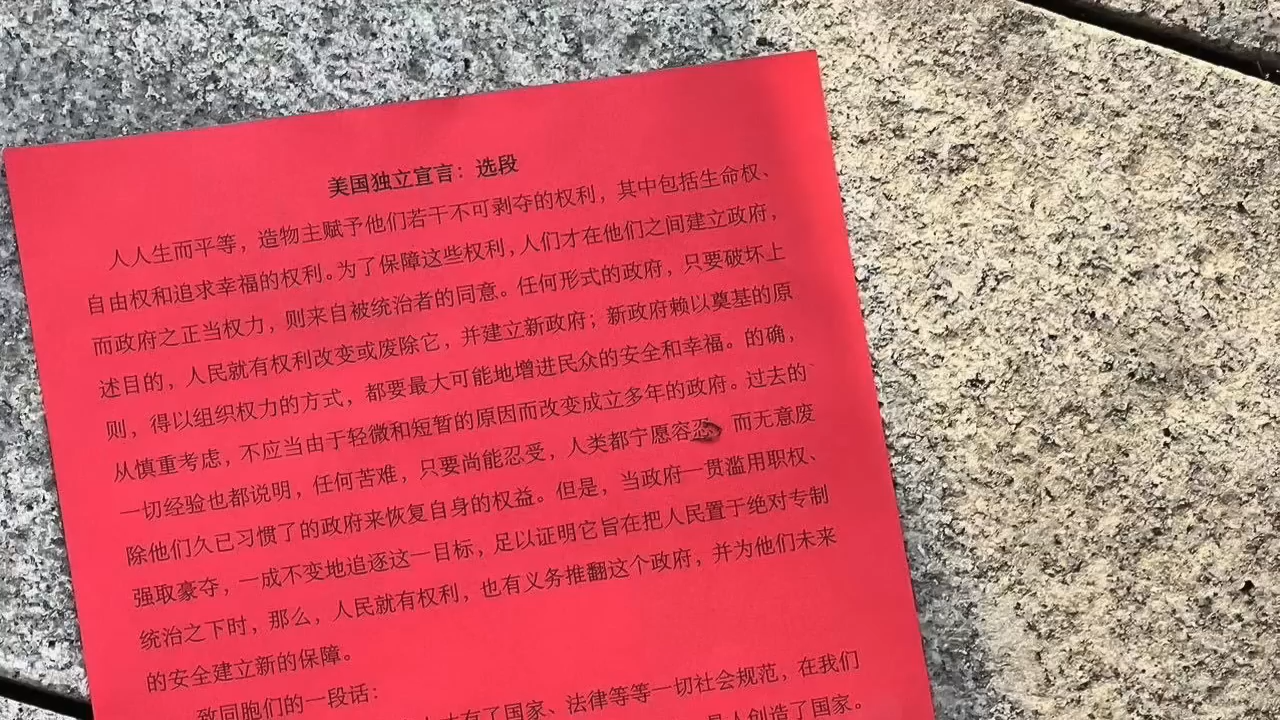 美国独立宣言：选段
人人生而平等，造物主赋予他们若干不可剥夺的权利，其中包括生命权、
自由权和追求幸福的权利。为了保障这些权利，人们才在他们之间建立政府，
而政府之正当权力，则来自被统治者的同意。任何形式的政府，只要破坏上
述目的，人民就有权利改变或废除它，并建立新政府；新政府赖以奠基的原
则，得以组织权力的方式，都要最大可能地增进民众的安全和幸福。的确，
从慎重考虑，不应当由于轻微和短暂的原因而改变成立多年的政府。过去的
一切经验也都说明，任何苦难，只要尚能忍受，人类都宁愿容忍 而无意废
除他们久已习惯了的政府来恢复自身的权益。但是，当政府一贯滥用职权、
强取豪夺，一成不变地追逐这一目标，足以证明它旨在把人民置于绝对专制
统治之下时，那么，人民就有权利，也有义务推翻这个政府，并为他们未来
的安全建立新的保障。
致同胞们的一段话：
人才有了国家、法律等等一切社会规范，在我们
是人创造了国家。